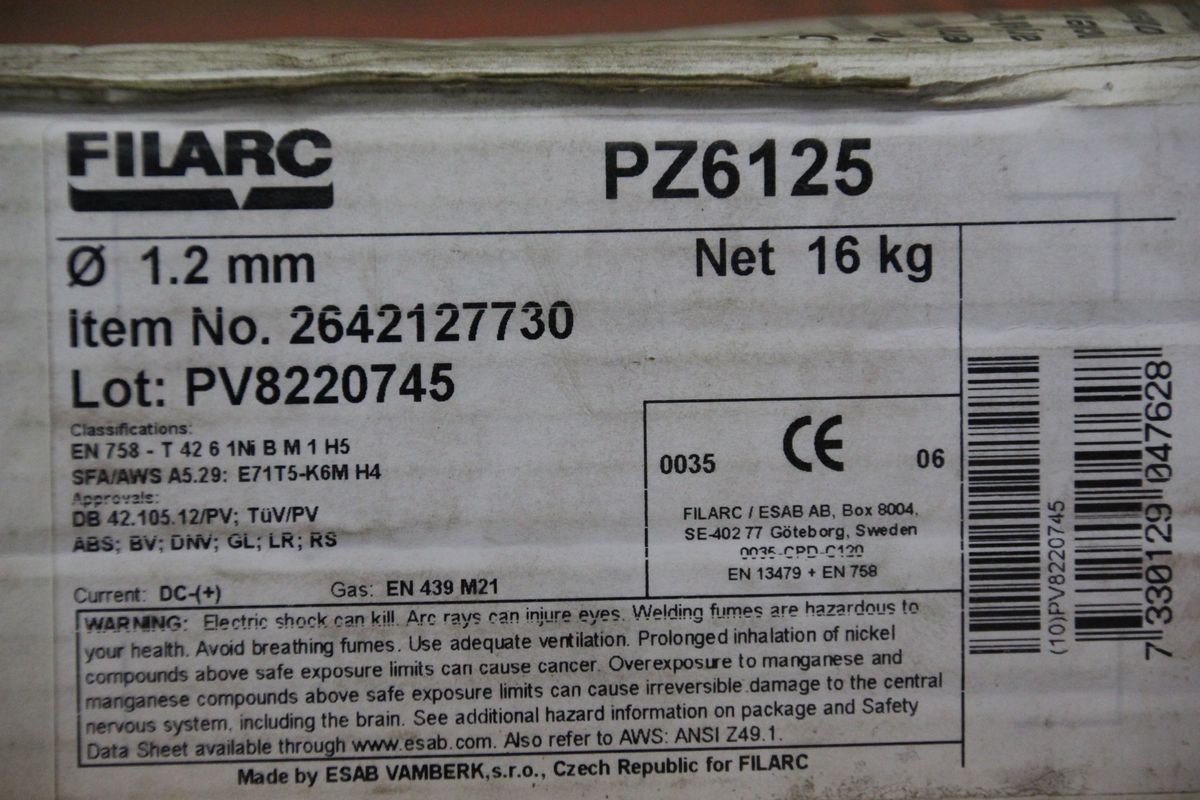 FILARC
PZ6125
Ø 1.2 mm
Net 16 kg
Item No. 2642127730
Lot: PV8220745
Classifications:
EN 758 - T 42 6 1Ni B M 1 H5
SFA/AWS A5.29: E71T5-K6M H4
Approvals:
DB 42.105.12/PV; TüV/PV
ABS; BV; DNV; GL; LR; RS
Current: DC-(+)
Gas: EN 439 M21
0035
CE
06
FILARC / ESAB AB, Box 8004,
SE-402 77 Göteborg, Sweden
0035-CPD-C120
EN 13479 + EN 758
(10)PV8220745
7 330129 047628
WARNING: Electric shock can kill. Arc rays can injure eyes. Welding fumes are hazardous to
your health. Avoid breathing fumes. Use adequate ventilation. Prolonged inhalation of nickel
compounds above safe exposure limits can cause cancer. Overexposure to manganese and
manganese compounds above safe exposure limits can cause irreversible damage to the central
nervous system, including the brain. See additional hazard information on package and Safety
Data Sheet available through www.esab.com. Also refer to AWS: ANSI Z49.1.
Made by ESAB VAMBERK,s.r.o., Czech Republic for FILARC